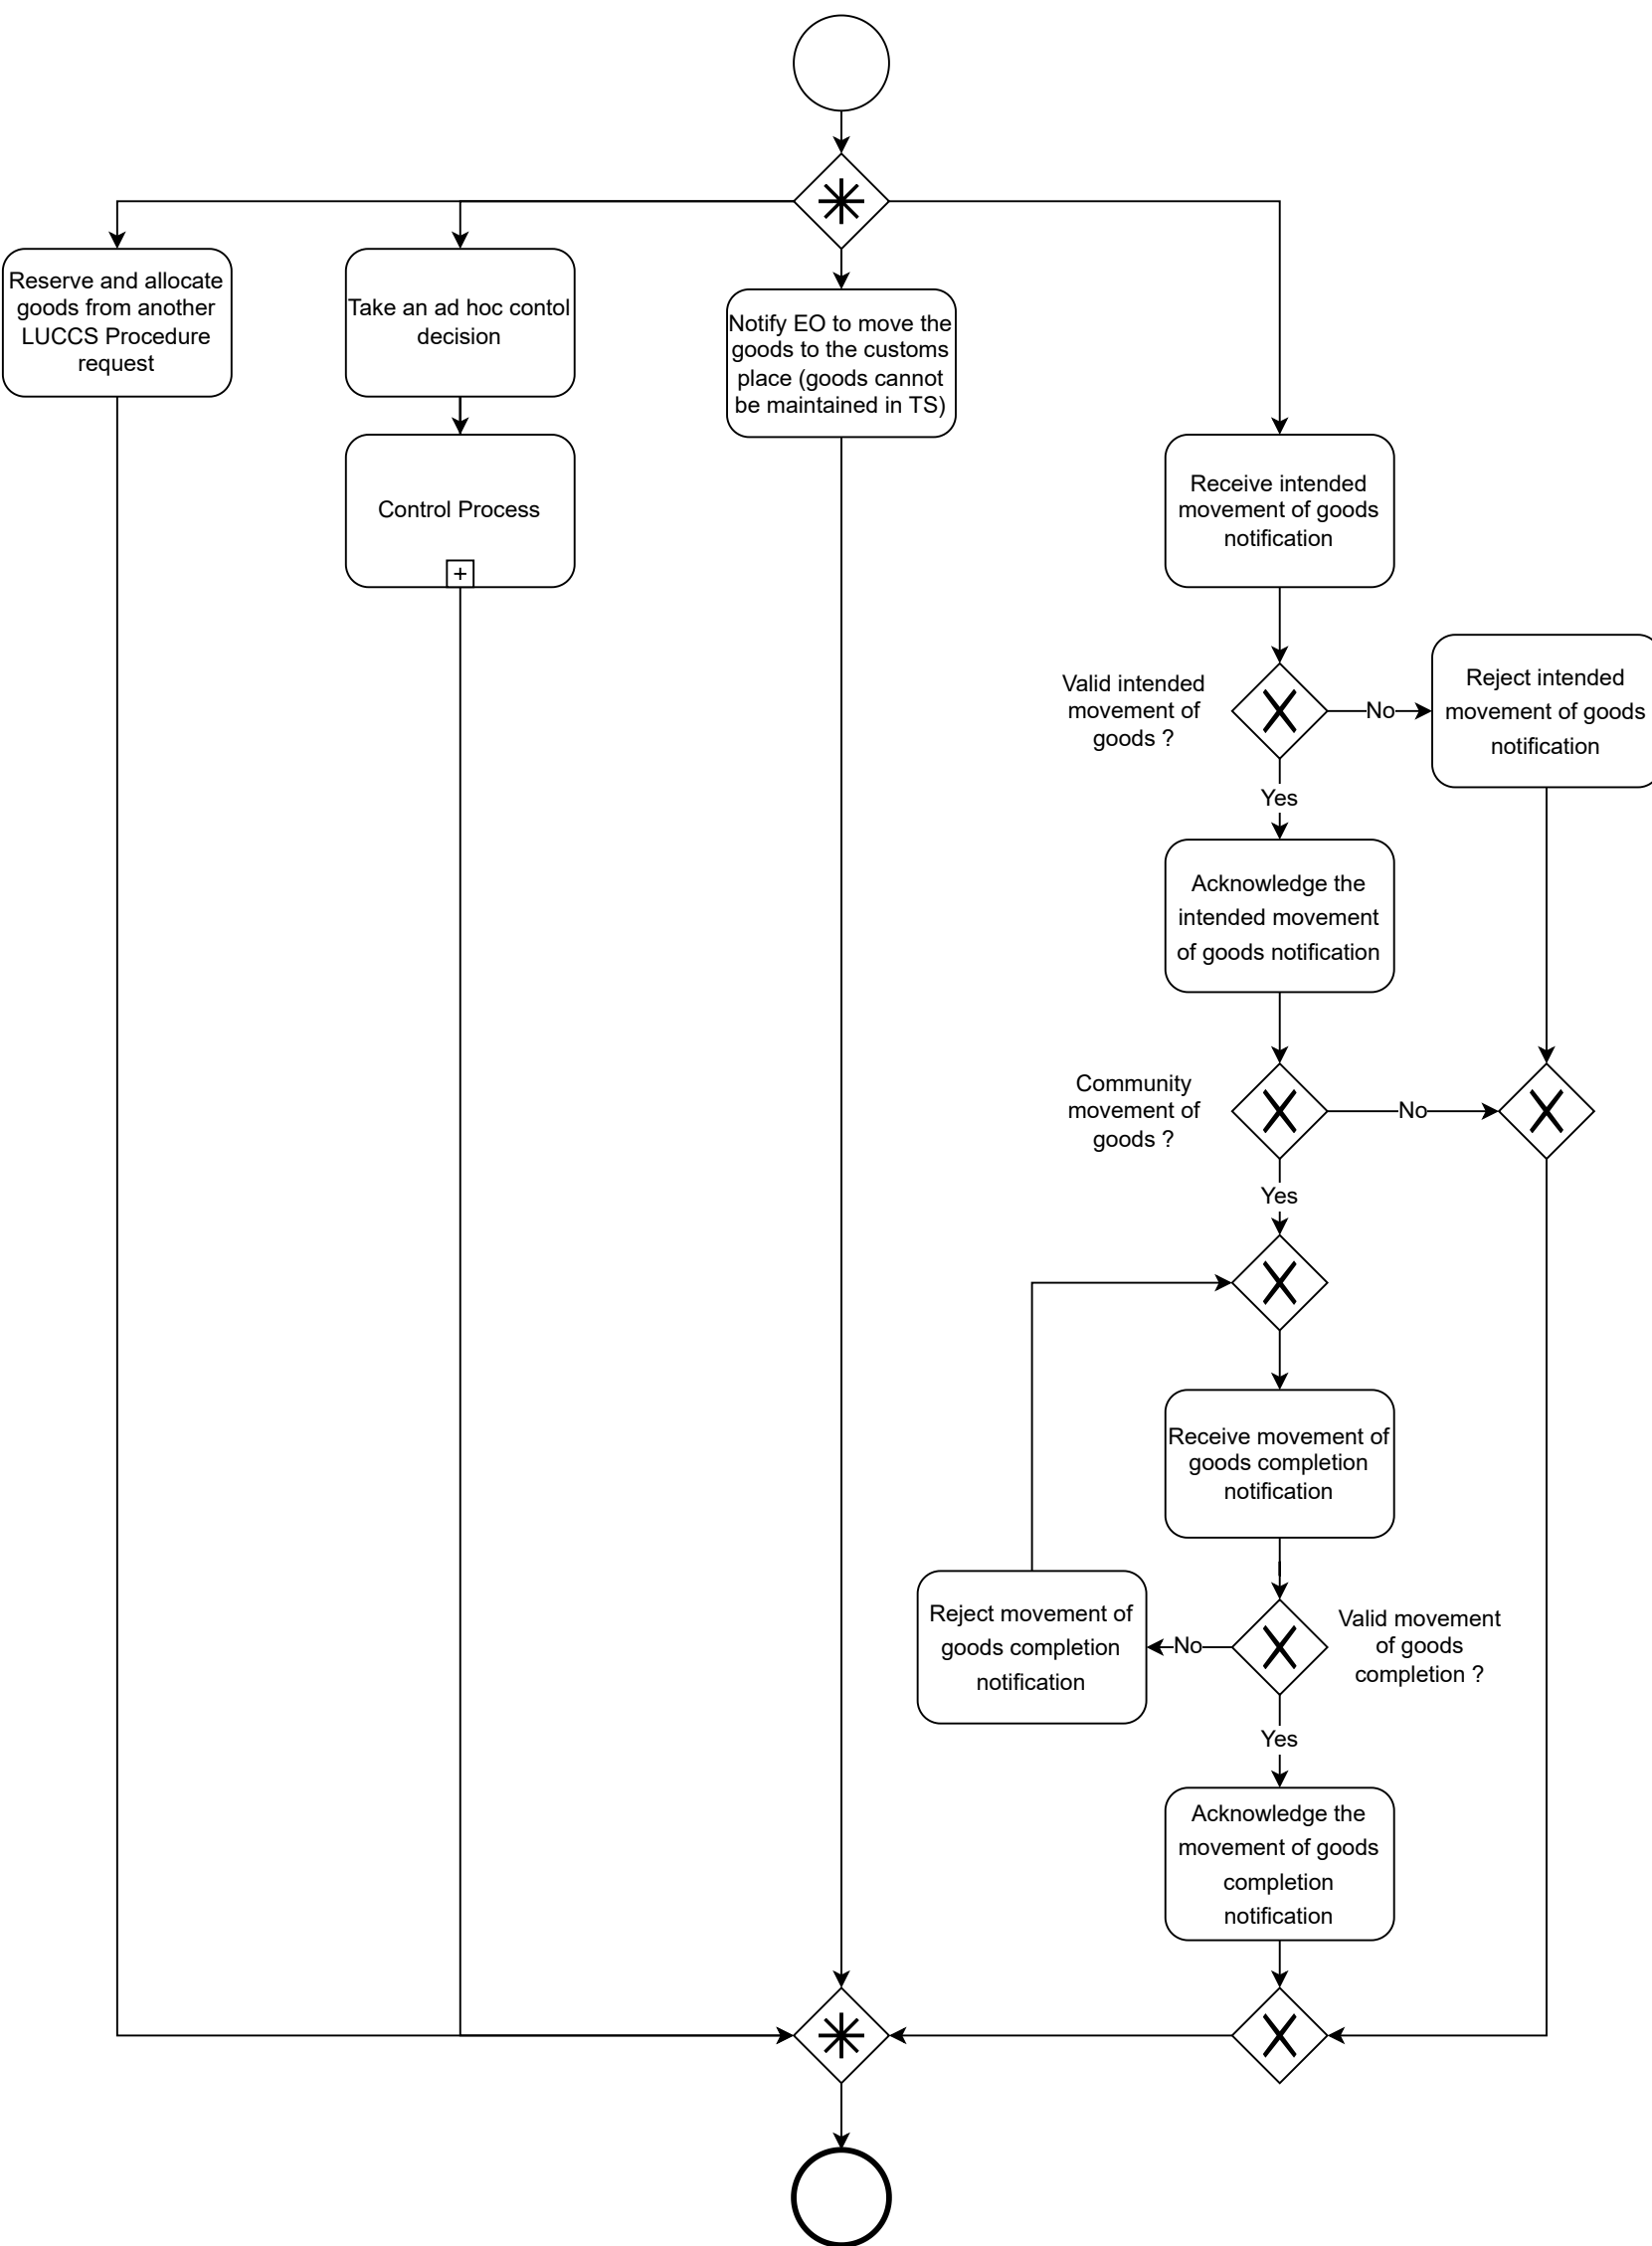 Reserve and allocate
goods from another
LUCCS Procedure
request
Take an ad hoc contol
decision
Notify EO to move the
goods to the customs
place (goods cannot
be maintained in TS)
Control Process
+
Receive intended
movement of goods
notification
Valid intended
movement of
goods ?
No
Reject intended
movement of goods
notification
Yes
Acknowledge the
intended movement
of goods notification
Community
movement of
goods ?
No
Yes
Receive movement of
goods completion
notification
Reject movement of
goods completion
notification
No
Valid movement
of goods
completion ?
Yes
Acknowledge the
movement of goods
completion
notification